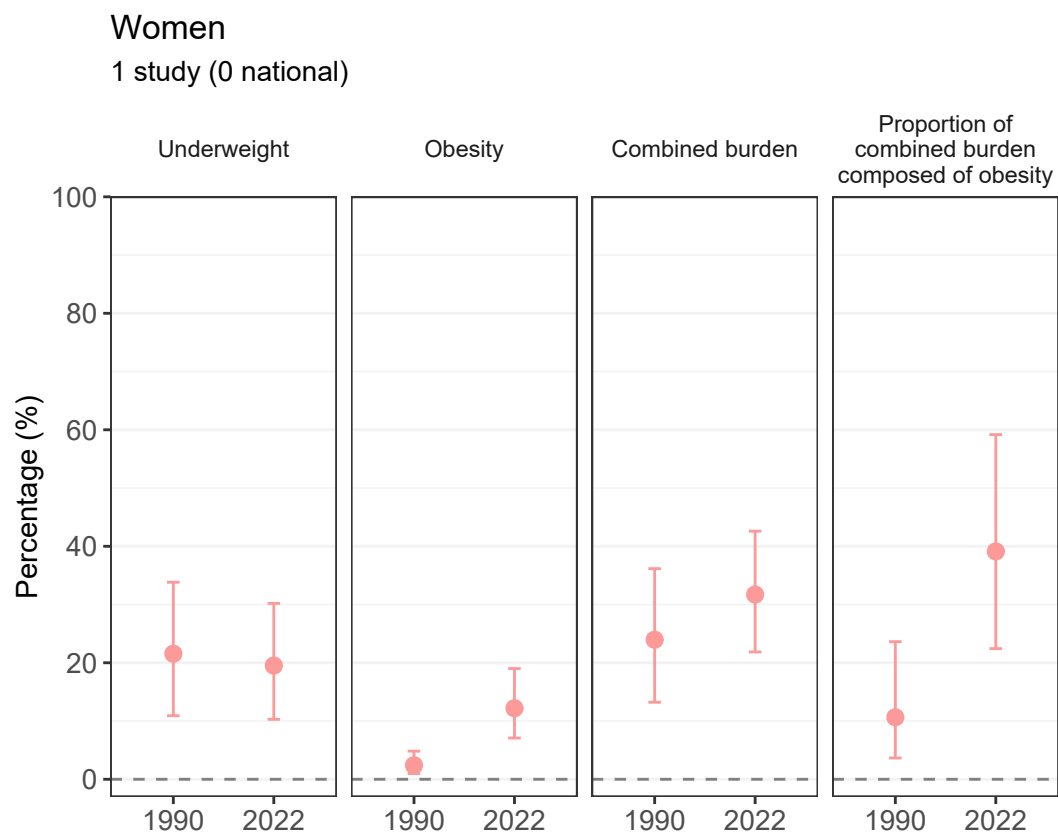 Women
1 study (0 national)
Underweight
Obesity
Combined burden
Proportion of
combined burden
composed of obesity
Percentage (%)
100
80
60
40
20
0
1990 2022
1990 2022
1990 2022
1990 2022